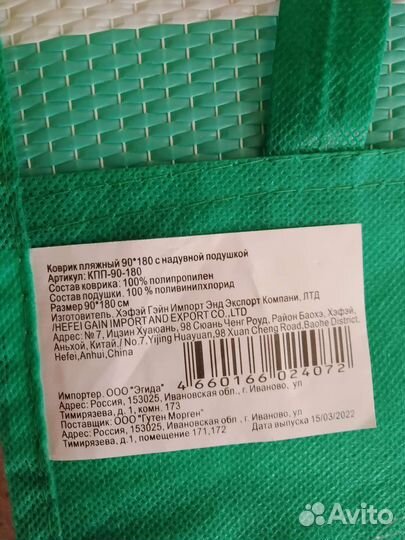 Коврик пляжный 90*180 с надувной подушкой
Артикул: КПП-90-180
Состав коврика: 100% полипропилен
Состав подушки: 100 % поливинилхлорид
Размер 90*180 см
Изготовитель. Хэфэй Гэйн Импорт Энд Экспорт Компани, ЛТД
/HEFEI GAIN IMPORT AND EXPORT CO.,LTD
Адрес: № 7, Ицзин Хуаюань, 98 Сюань Ченг Роуд, Район Баохэ, Хэфэй,
Аньхой, Китай./ No.7,Yijing Huayuan,98 Xuan Cheng Road,Baohe District,
Hefei,Anhui,China
4 660166 024072
Импортер. ООО "Эгида"
Адрес: Россия, 153025, Ивановская обл., г. Иваново, ул
Тимирязева, д. 1, комн. 173
Поставщик: ООО "Гутен Морген"
Адрес: Россия, 153025, Ивановская обл , г. Иваново, ул
Тимирязева, д.1, помещение 171,172
Дата выпуска 15/03/2022
Avito